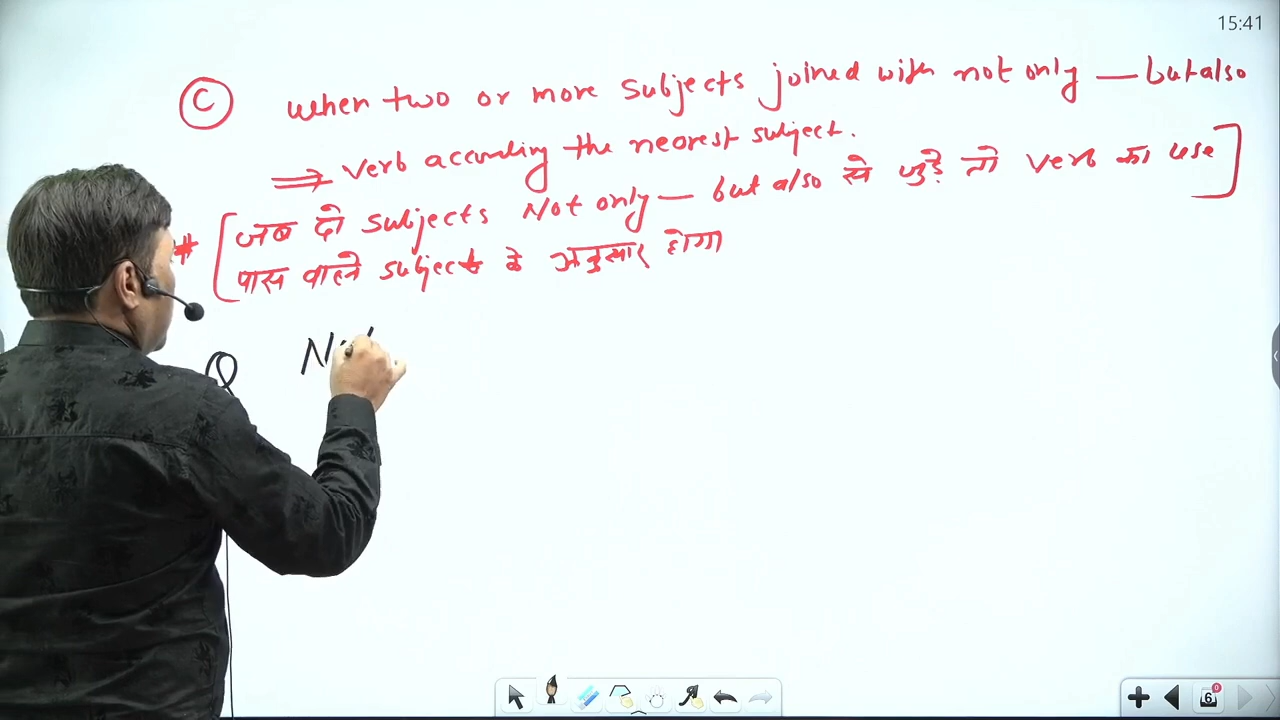 15:41
C when two or more subjects joined with not only — but also
⇒ Verb according the nearest subject.
* [जब दो subjects Not only — but also से जुड़े तो verb का use
पास वाले subject के अनुसार होगा]
Q
6